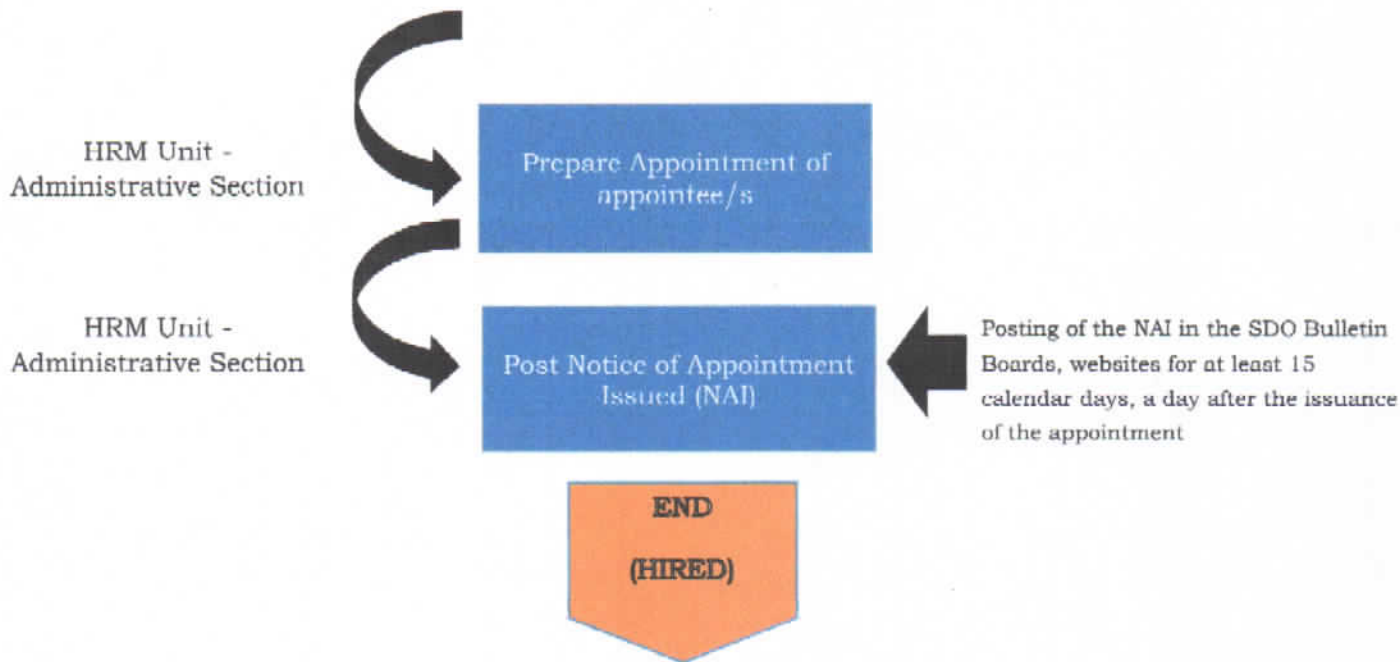 HRM Unit -
Administrative Section
Prepare Appointment of
appointee/s
HRM Unit -
Administrative Section
Post Notice of Appointment
Issued (NAI)
Posting of the NAI in the SDO Bulletin
Boards, websites for at least 15
calendar days, a day after the issuance
of the appointment
END
(HIRED)